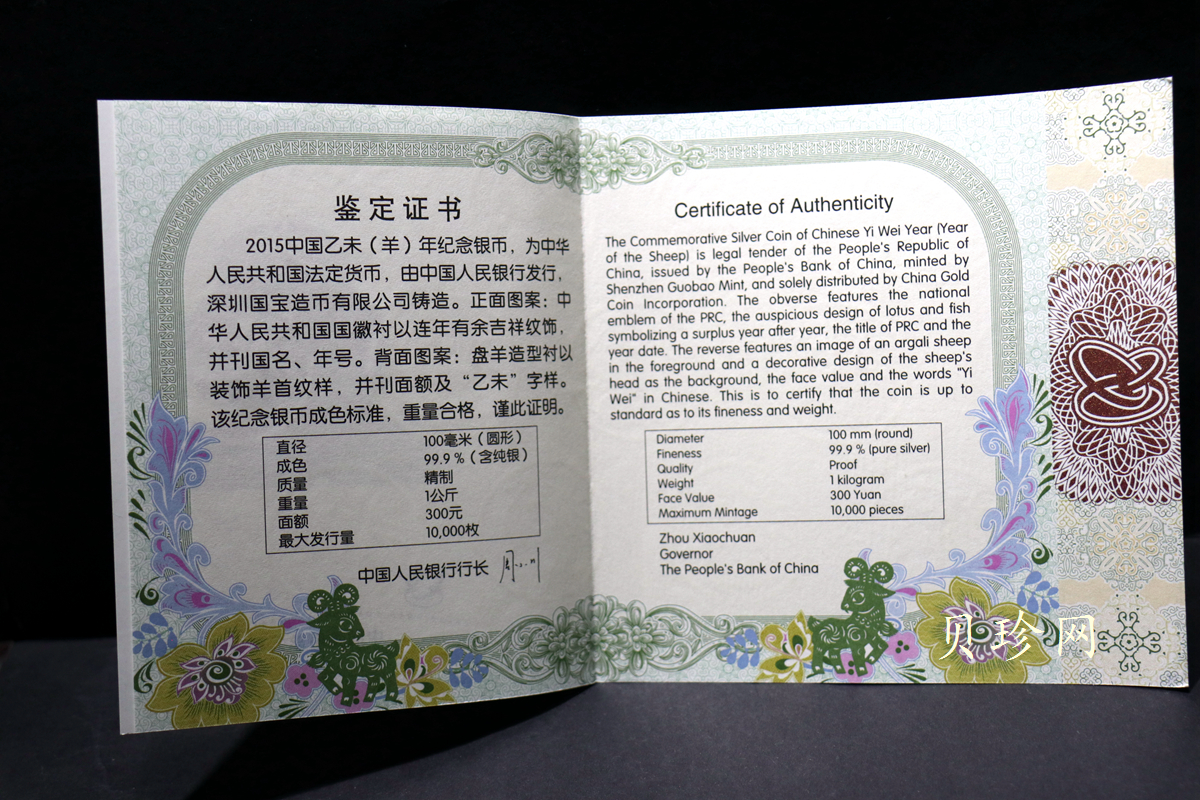 鉴定证书
2015中国乙未（羊）年纪念银币，为中华
人民共和国法定货币，由中国人民银行发行，
深圳国宝造币有限公司铸造。正面图案：中
华人民共和国国徽衬以连年有余吉祥纹饰，
并刊国名、年号。背面图案：盘羊造型衬以
装饰羊首纹样，并刊面额及“乙未”字样。
该纪念银币成色标准，重量合格，谨此证明。
直径 100毫米（圆形）
成色 99.9％（含纯银）
质量 精制
重量 1公斤
面额 300元
最大发行量 10,000枚
中国人民银行行长
Certificate of Authenticity
The Commemorative Silver Coin of Chinese Yi Wei Year (Year
of the Sheep) is legal tender of the People's Republic of
China, issued by the People's Bank of China, minted by
Shenzhen Guobao Mint, and solely distributed by China Gold
Coin Incorporation. The obverse features the national
emblem of the PRC, the auspicious design of lotus and fish
symbolizing a surplus year after year, the title of PRC and the
year date. The reverse features an image of an argali sheep
in the foreground and a decorative design of the sheep's
head as the background, the face value and the words "Yi
Wei" in Chinese. This is to certify that the coin is up to
standard as to its fineness and weight.
Diameter 100 mm (round)
Fineness 99.9 % (pure silver)
Quality Proof
Weight 1 kilogram
Face Value 300 Yuan
Maximum Mintage 10,000 pieces
Zhou Xiaochuan
Governor
The People's Bank of China
贝珍网